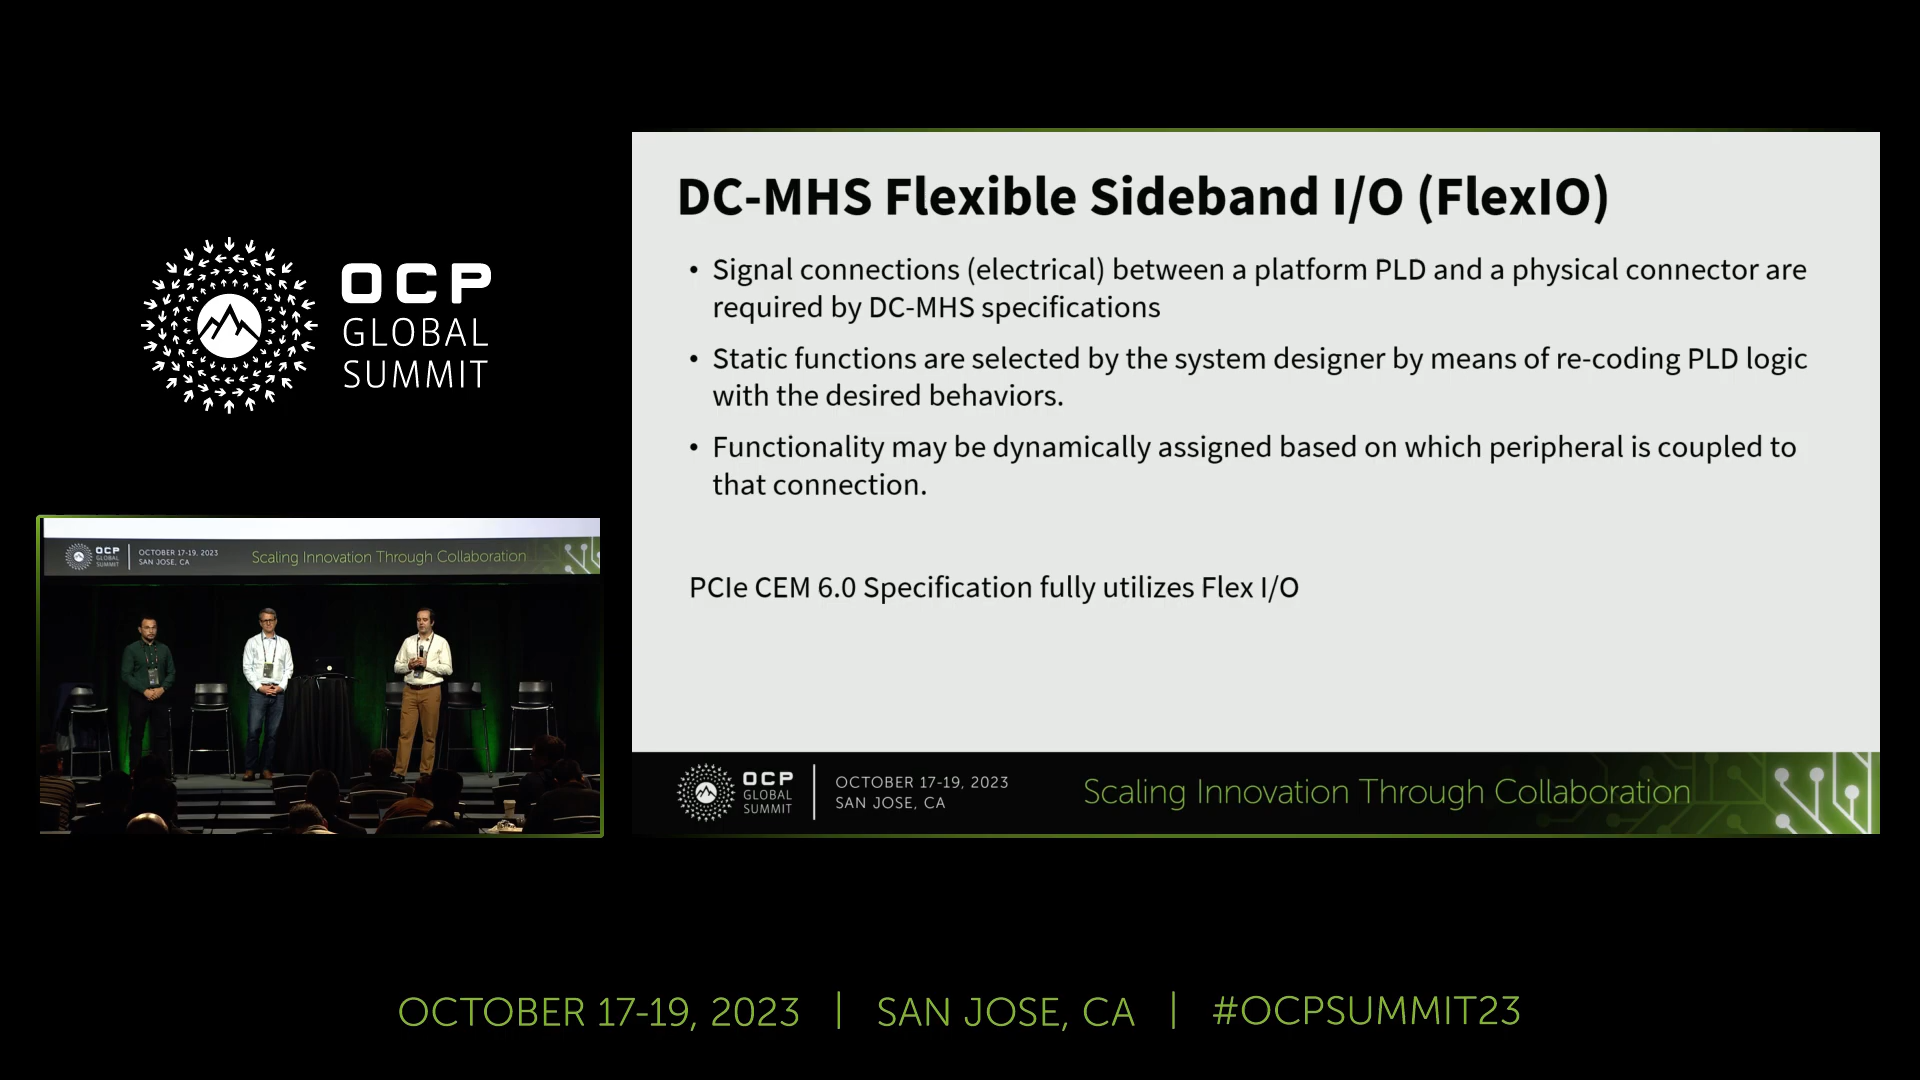 OCP
GLOBAL
SUMMIT
OCP
GLOBAL
SUMMIT
OCTOBER 17-19, 2023
SAN JOSE, CA
Scaling Innovation Through Collaboration
DC-MHS Flexible Sideband I/O (FlexIO)
• Signal connections (electrical) between a platform PLD and a physical connector are
required by DC-MHS specifications
• Static functions are selected by the system designer by means of re-coding PLD logic
with the desired behaviors.
• Functionality may be dynamically assigned based on which peripheral is coupled to
that connection.
PCIe CEM 6.0 Specification fully utilizes Flex I/O
OCP
GLOBAL
SUMMIT
OCTOBER 17-19, 2023
SAN JOSE, CA
Scaling Innovation Through Collaboration
OCTOBER 17-19, 2023 | SAN JOSE, CA | #OCPSUMMIT23